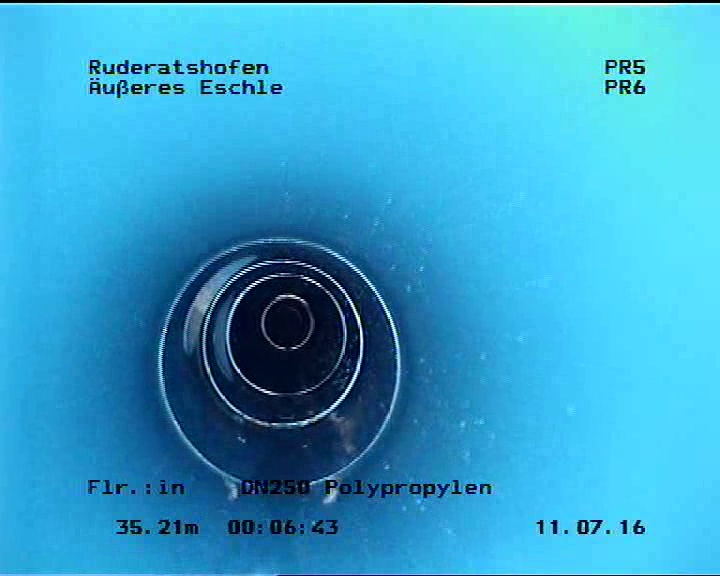 Ruderatshofen PR5
Äußeres Eschle PR6
Flr.:in DN250 Polypropylen
35.21m 00:06:43 11.07.16